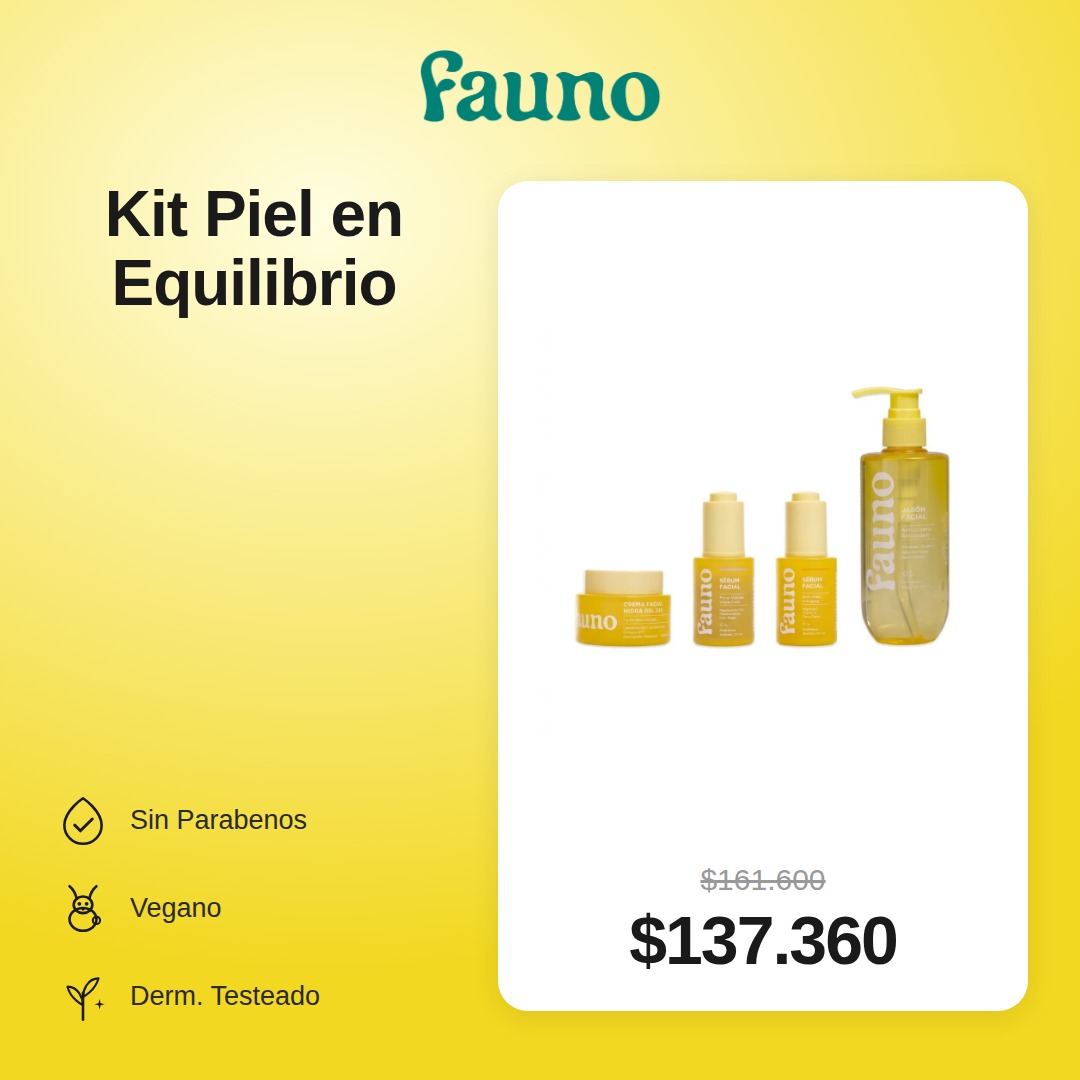 fauno
Kit Piel en
Equilibrio
Sin Parabenos
Vegano
Derm. Testeado
fauno
CREMA FACIAL
fauno
SÉRUM
FACIAL
fauno
SÉRUM
FACIAL
fauno
JABÓN
FACIAL
$161.600
$137.360